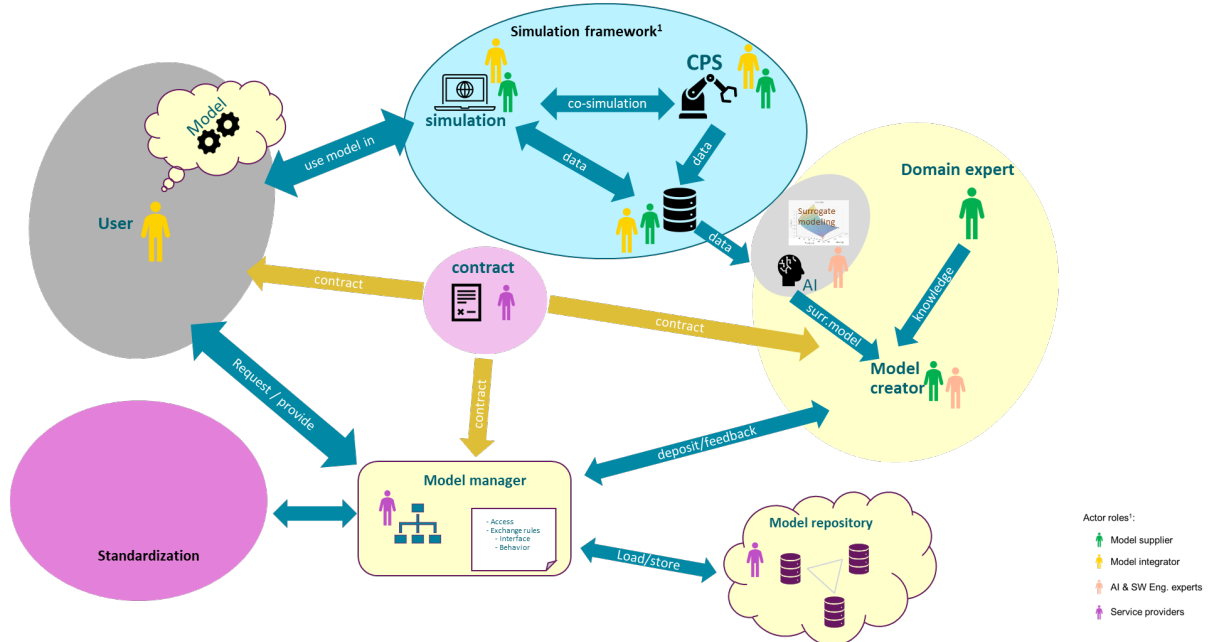 Simulation framework¹
CPS
simulation
co-simulation
data
data
Model
use model in
User
Domain expert
Surrogate
modeling
data
AI
knowledge
surr.model
contract
contract
contract
contract
Model
creator
Request / provide
deposit/feedback
Model manager
- Access
- Exchange rules
- Interface
- Behavior
Standardization
Load/store
Model repository
Actor roles¹:
Model supplier
Model integrator
AI & SW Eng. experts
Service providers